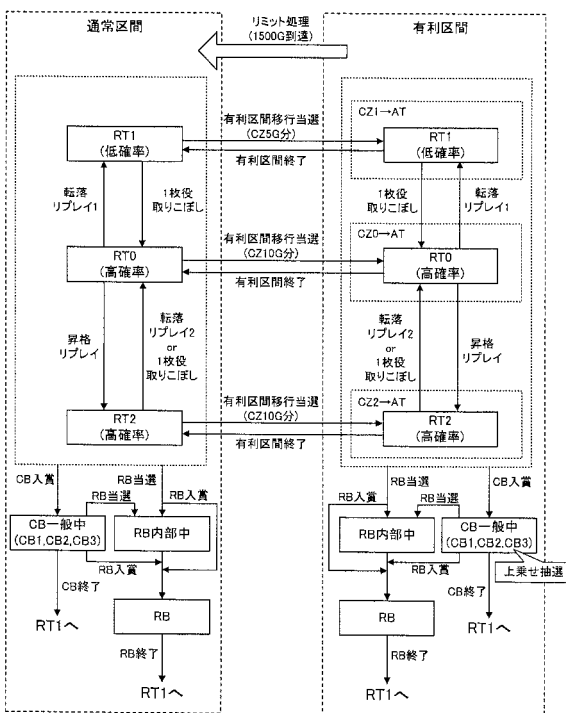 通常区間
リミット処理
(1500G到達)
有利区間
RT1
(低確率)
有利区間移行当選
(CZ5G分)
有利区間終了
CZ1→AT
RT1
(低確率)
転落
リプレイ1
1枚役
取りこぼし
1枚役
取りこぼし
転落
リプレイ1
RT0
(高確率)
有利区間移行当選
(CZ10G分)
有利区間終了
CZ0→AT
RT0
(高確率)
昇格
リプレイ
転落
リプレイ2
or
1枚役
取りこぼし
転落
リプレイ2
or
1枚役
取りこぼし
昇格
リプレイ
RT2
(高確率)
有利区間移行当選
(CZ10G分)
有利区間終了
CZ2→AT
RT2
(高確率)
CB入賞
RB当選
RB当選
RB入賞
CB一般中
(CB1,CB2,CB3)
RB内部中
RB入賞
CB終了
RT1へ
RB
RB終了
RT1へ
RB当選
CB入賞
RB入賞
RB当選
RB内部中
CB一般中
(CB1,CB2,CB3)
RB入賞
上乗せ抽選
CB終了
RT1へ
RB
RB終了
RT1へ